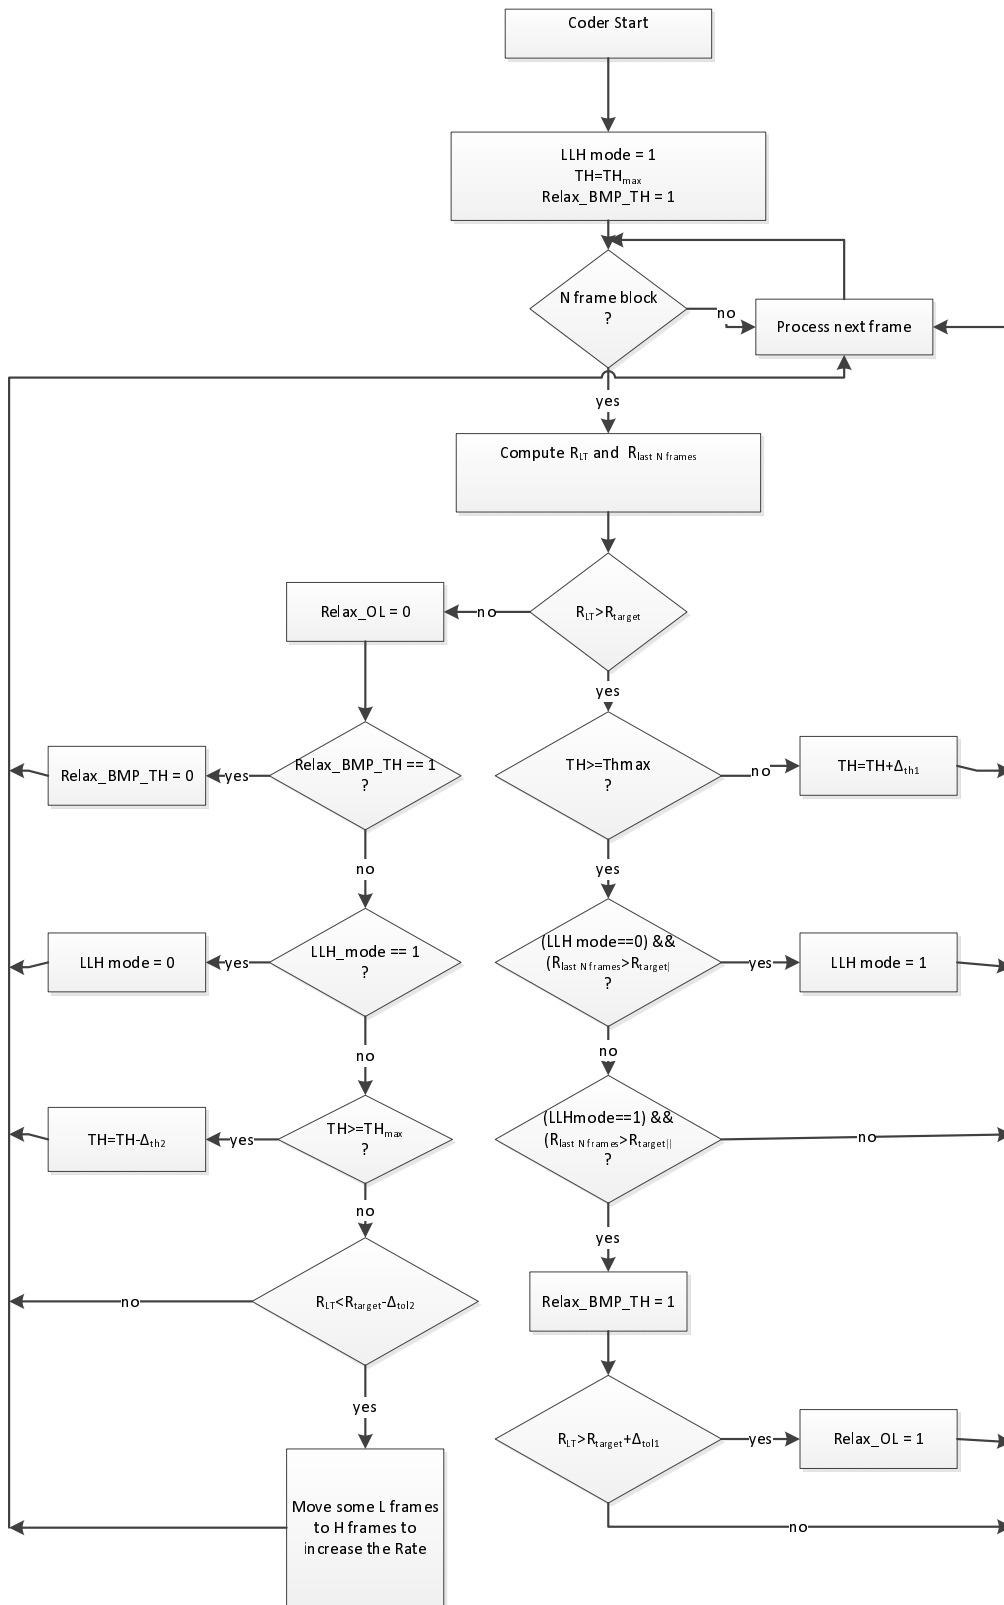 Coder Start
LLH mode = 1
TH=THmax
Relax_BMP_TH = 1
N frame block
?
no
Process next frame
yes
Compute RLT and Rlast N frames
RLT>Rtarget
no
Relax_OL = 0
yes
Relax_BMP_TH == 1
?
yes
Relax_BMP_TH = 0
TH>=Thmax
?
no
TH=TH+Δth1
no
yes
LLH_mode == 1
?
yes
LLH mode = 0
(LLH mode==0) &&
(Rlast N frames>Rtarget|
?
yes
LLH mode = 1
no
no
TH>=THmax
?
yes
TH=TH-Δth2
(LLHmode==1) &&
(Rlast N frames>Rtarget||
?
no
no
yes
RLT<Rtarget-Δtol2
no
Relax_BMP_TH = 1
yes
RLT>Rtarget+Δtol1
yes
Relax_OL = 1
Move some L frames
to H frames to
increase the Rate
no